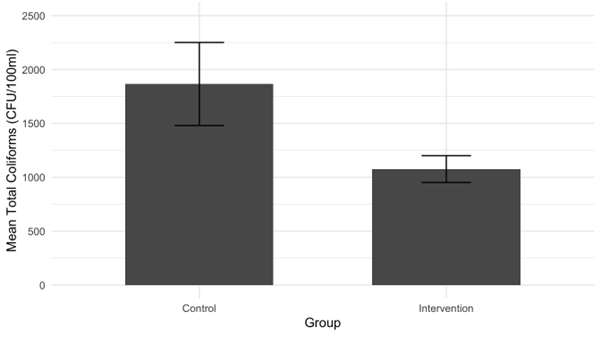 2500
2000
1500
1000
500
0
Mean Total Coliforms (CFU/100ml)
Control
Intervention
Group